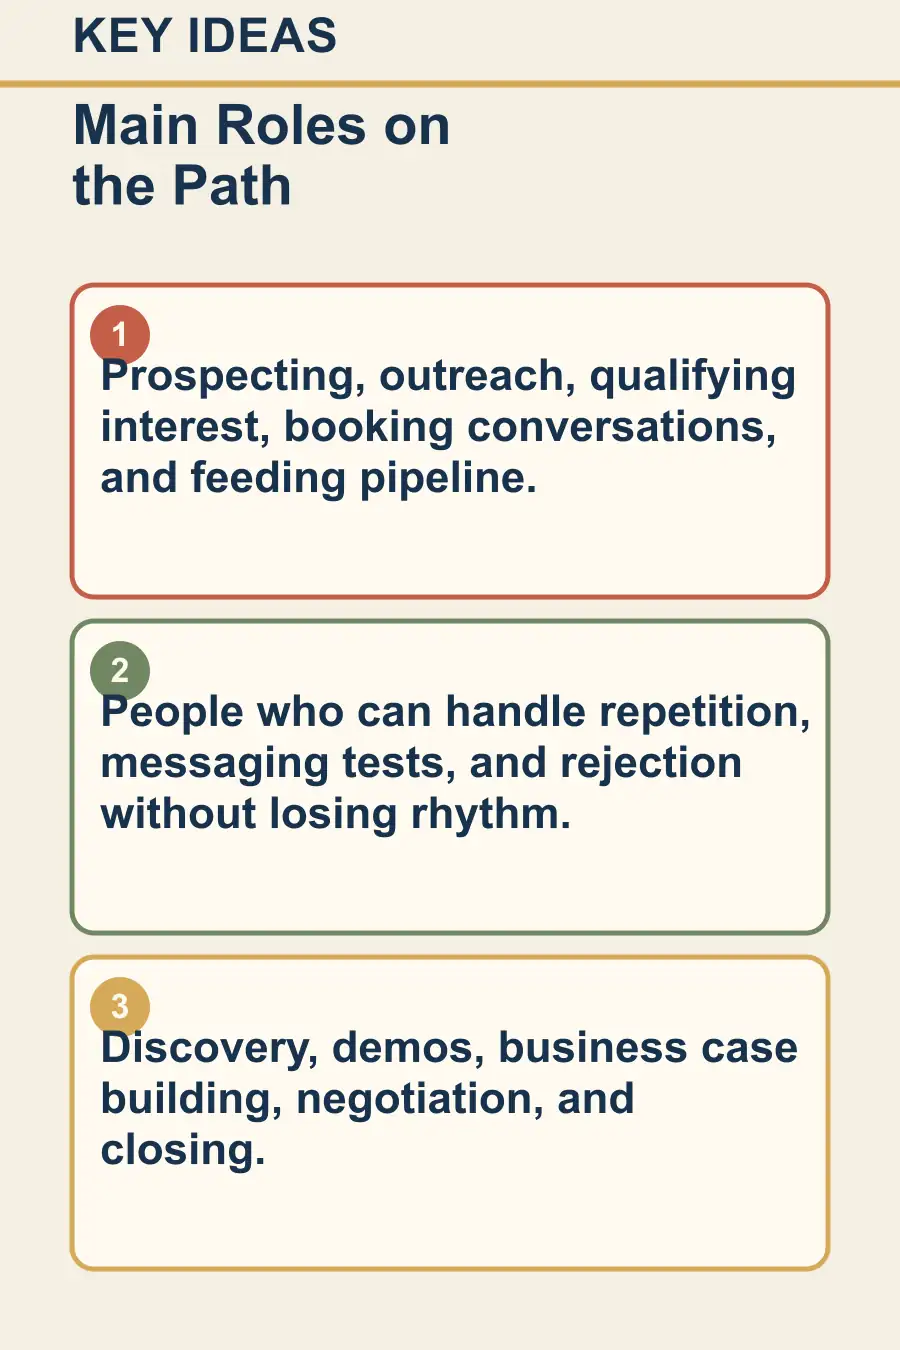 KEY IDEAS
Main Roles on
the Path
1
Prospecting, outreach, qualifying
interest, booking conversations,
and feeding pipeline.
2
People who can handle repetition,
messaging tests, and rejection
without losing rhythm.
3
Discovery, demos, business case
building, negotiation, and
closing.